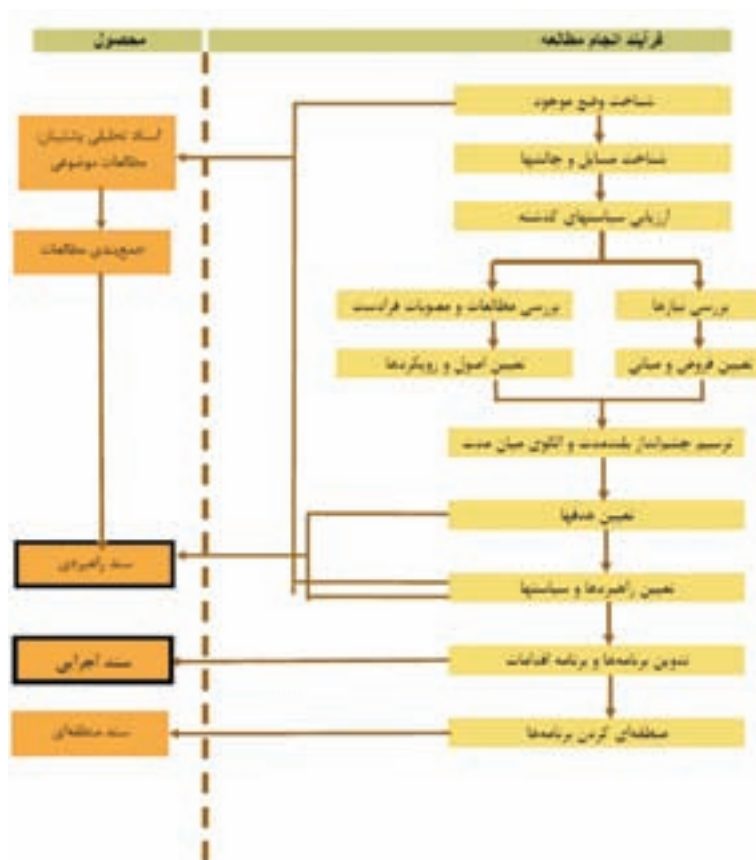 فرآیند انجام مطالعه
محصول
شناخت وضع موجود
شناخت مسایل و چالشها
ارزیابی سیاستهای گذشته
بررسی نیازها
بررسی مطالعات و مصوبات فرادست
تعیین فروض و مبانی
تعیین اصول و رویکردها
ترسیم چشم‌انداز بلندمدت و الگوی میان مدت
تعیین هدفها
تعیین راهبردها و سیاستها
تدوین برنامه‌ها و برنامه اقدامات
منطقه‌ای کردن برنامه‌ها
اسناد تحلیلی پشتیبان
مطالعات موضوعی
جمع‌بندی مطالعات
سند راهبردی
سند اجرایی
سند منطقه‌ای